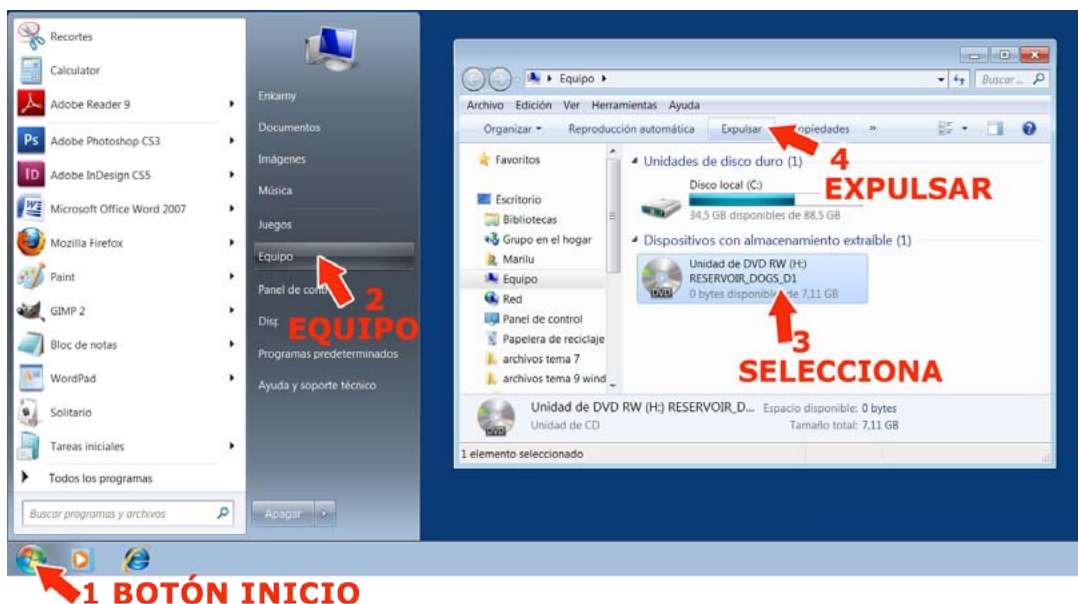 Recortes
Calculator
Adobe Reader 9
Ps Adobe Photoshop CS3
ID Adobe InDesign CS5
Microsoft Office Word 2007
Mozilla Firefox
Paint
GIMP 2
Bloc de notas
WordPad
Solitario
Tareas iniciales
Todos los programas
Buscar programas y archivos
Enkarny
Documentos
Imágenes
Música
Juegos
Equipo
Panel de
2
EQUIPO
Programas predeterminados
Ayuda y soporte técnico
Apagar
1 BOTÓN INICIO
Equipo
Buscar ...
Archivo Edición Ver Herramientas Ayuda
Organizar Reproducción automática Expulsar »
4
EXPULSAR
Favoritos
Escritorio
Bibliotecas
Grupo en el hogar
Marilu
Equipo
Red
Panel de control
Papelera de reciclaje
archivos tema 7
archivos tema 9 wind
Unidades de disco duro (1)
Disco local (C:)
34,5 GB disponibles de 88,5 GB
Dispositivos con almacenamiento extraíble (1)
Unidad de DVD RW (H:)
RESERVOIR_DOGS_D1
DVD 0 bytes de 7,11 GB
3
SELECCIONA
Unidad de DVD RW (H:) RESERVOIR_D... Espacio disponible: 0 bytes
DVD Unidad de CD Tamaño total: 7,11 GB
1 elemento seleccionado